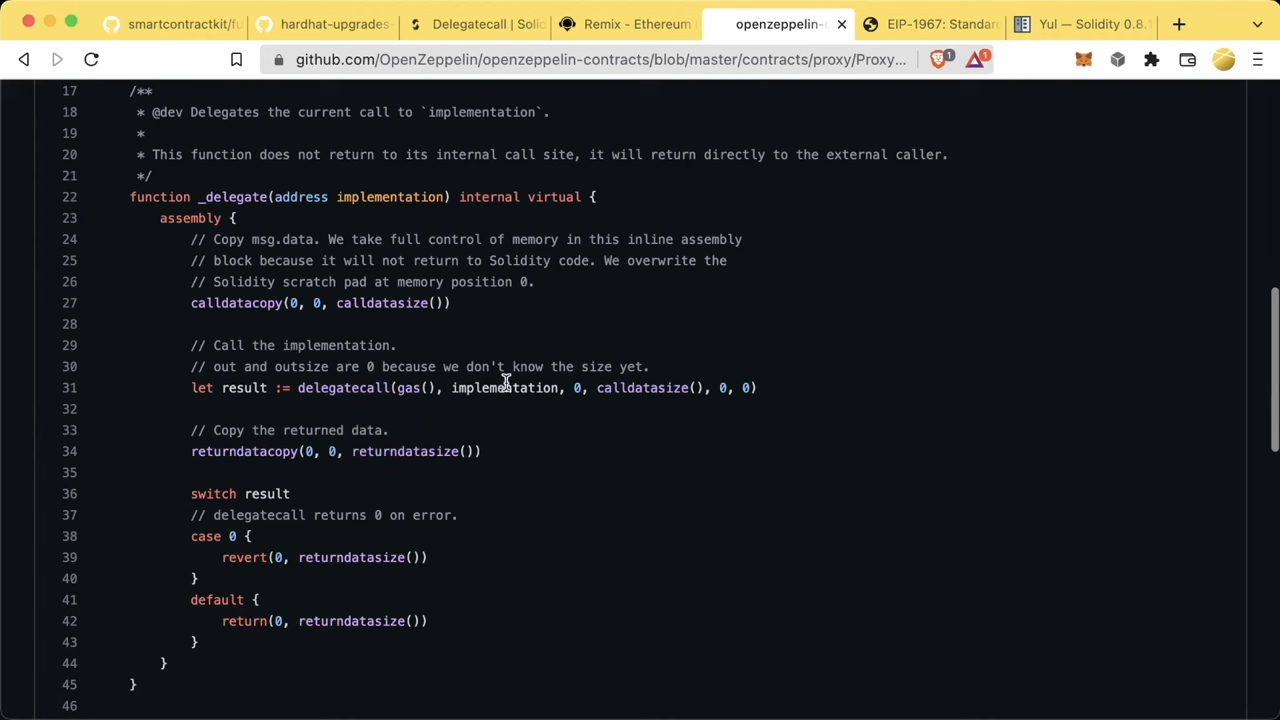 smartcontractkit/fu
hardhat-upgrades-
Delegatecall | Solid
Remix - Ethereum
openzeppelin-c
EIP-1967: Standar
Yul — Solidity 0.8.1
github.com/OpenZeppelin/openzeppelin-contracts/blob/master/contracts/proxy/Proxy...
1
1
17 /**
18 * @dev Delegates the current call to `implementation`.
19 *
20 * This function does not return to its internal call site, it will return directly to the external caller.
21 */
22 function _delegate(address implementation) internal virtual {
23 assembly {
24 // Copy msg.data. We take full control of memory in this inline assembly
25 // block because it will not return to Solidity code. We overwrite the
26 // Solidity scratch pad at memory position 0.
27 calldatacopy(0, 0, calldatasize())
28
29 // Call the implementation.
30 // out and outsize are 0 because we don't know the size yet.
31 let result := delegatecall(gas(), implementation, 0, calldatasize(), 0, 0)
32
33 // Copy the returned data.
34 returndatacopy(0, 0, returndatasize())
35
36 switch result
37 // delegatecall returns 0 on error.
38 case 0 {
39 revert(0, returndatasize())
40 }
41 default {
42 return(0, returndatasize())
43 }
44 }
45 }
46